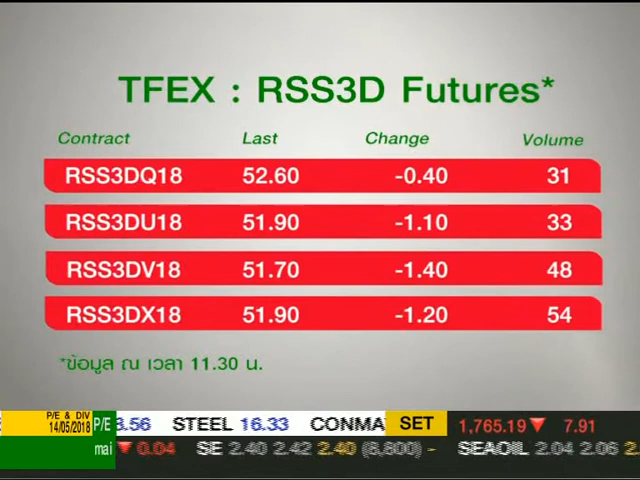 TFEX : RSS3D Futures*
Contract Last Change Volume
RSS3DQ18 52.60 -0.40 31
RSS3DU18 51.90 -1.10 33
RSS3DV18 51.70 -1.40 48
RSS3DX18 51.90 -1.20 54
*ข้อมูล ณ เวลา 11.30 น.
P/E & DIV
14/05/2018
P/E 3.56 STEEL 16.33 CONMA SET 1,765.19 ▼ 7.91
mai ▼ 0.04 SE 2.40 2.42 2.40 (6,800) - SEAOIL 2.04 2.06 2.